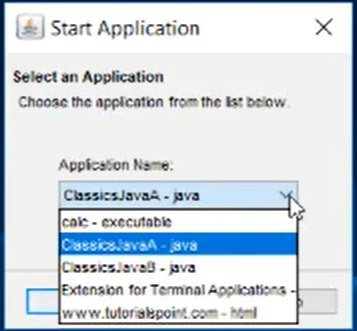 Start Application
Select an Application
Choose the application from the list below.
Application Name:
ClassicsJavaA - java
calc - executable
ClassicsJavaA - java
ClassicsJavaB - java
Extension for Terminal Applications -
www.tutorialspoint.com - html